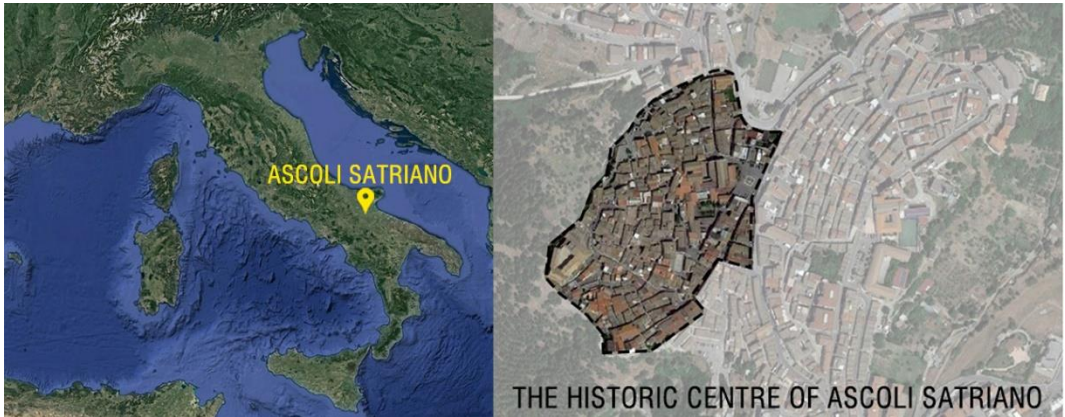 ASCOLI SATRIANO
THE HISTORIC CENTRE OF ASCOLI SATRIANO